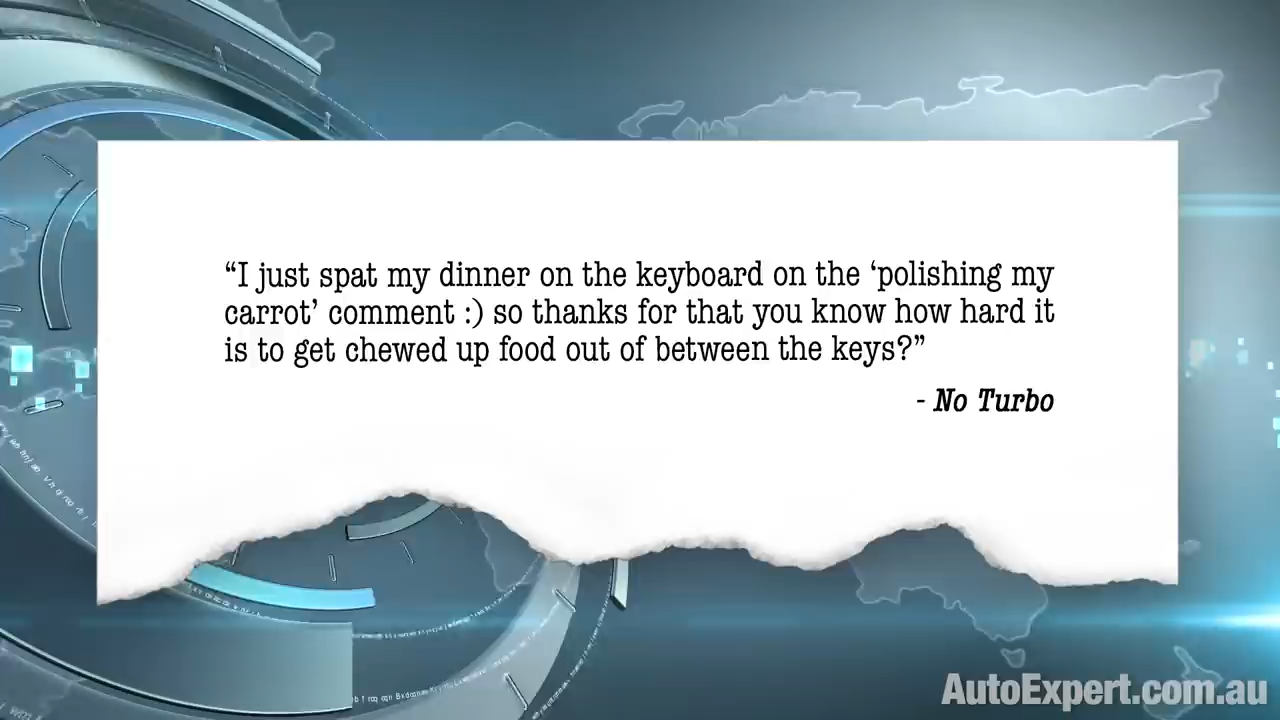 “I just spat my dinner on the keyboard on the ‘polishing my
carrot’ comment :) so thanks for that you know how hard it
is to get chewed up food out of between the keys?”
- No Turbo
AutoExpert.com.au